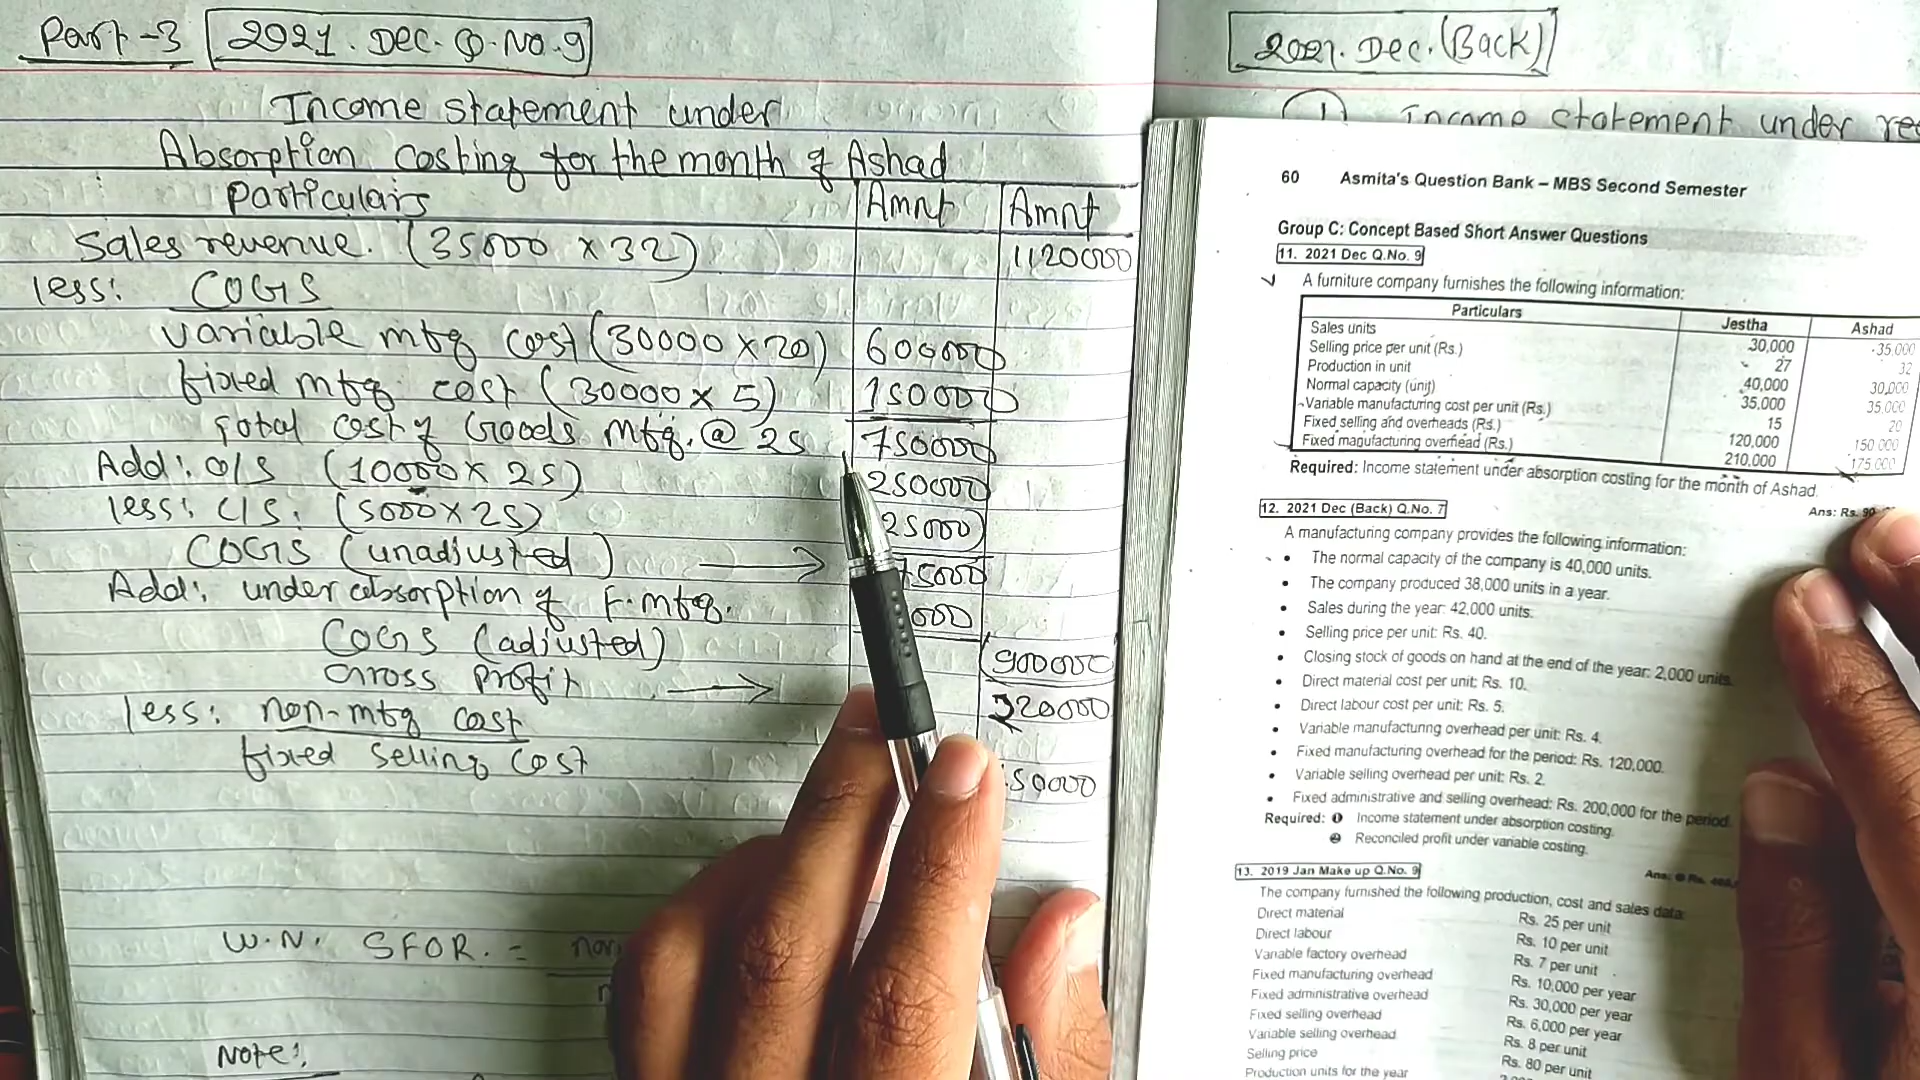 Part-3 2021. Dec. Q. No. 9
Income statement under
Absorption costing for the month of Ashad
Particulars Amnt Amnt
Sales revenue. (35000 x 32) 1120000
less: COGS
variable mfg cost (30000 x 20) 600000
fixed mfg. cost (30000 x 5) 150000
Total cost of Goods mfg. @ 25 750000
Add: O/S (10000 x 25) 250000
less: C/S. (5000 x 25) 25000)
COGS (unadjusted) → 75000
Add: under absorption of F. mfg. 000
COGS (adjusted) (900000
Gross Profit → 220000
less: non-mfg cost
fixed selling cost 150000
W.N. SFOR. = nor
Note:
2021. Dec. (Back)
1) Income statement under re
60 Asmita's Question Bank – MBS Second Semester
Group C: Concept Based Short Answer Questions
11. 2021 Dec Q.No. 9
A furniture company furnishes the following information:
Particulars Jestha Ashad
Sales units 30,000 35,000
Selling price per unit (Rs.) 27 32
Production in unit 40,000 30,000
Normal capacity (unit) 35,000 35,000
Variable manufacturing cost per unit (Rs.) 15 20
Fixed selling and overheads (Rs.) 120,000 150 000
Fixed manufacturing overhead (Rs.) 210,000 175.000
Required: Income statement under absorption costing for the month of Ashad.
Ans: Rs. 90
12. 2021 Dec (Back) Q.No. 7
A manufacturing company provides the following information:
• The normal capacity of the company is 40,000 units.
• The company produced 38,000 units in a year.
• Sales during the year: 42,000 units.
• Selling price per unit: Rs. 40.
• Closing stock of goods on hand at the end of the year: 2,000 units.
• Direct material cost per unit; Rs. 10.
• Direct labour cost per unit: Rs. 5.
• Variable manufacturing overhead per unit: Rs. 4.
• Fixed manufacturing overhead for the period: Rs. 120,000.
• Variable selling overhead per unit: Rs. 2.
• Fixed administrative and selling overhead: Rs. 200,000 for the period.
Required: ❶ Income statement under absorption costing.
❷ Reconciled profit under variable costing.
Ans: ❶ Rs.
13. 2019 Jan Make up Q.No. 9
The company furnished the following production, cost and sales data:
Direct material Rs. 25 per unit
Direct labour Rs. 10 per unit
Variable factory overhead Rs. 7 per unit
Fixed manufacturing overhead Rs. 10,000 per year
Fixed administrative overhead Rs. 30,000 per year
Fixed selling overhead Rs. 6,000 per year
Variable selling overhead Rs. 8 per unit
Selling price Rs. 80 per unit
Production units for the year